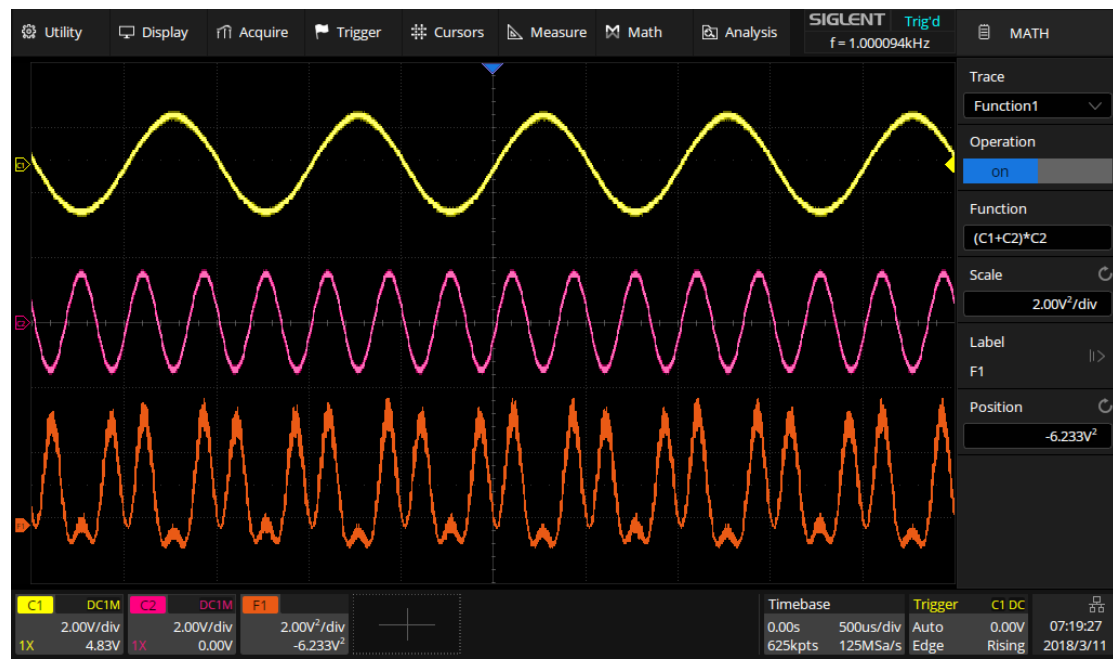 Utility Display Acquire Trigger Cursors Measure Math Analysis
SIGLENT Trig'd
f = 1.000094kHz
MATH
Trace
Function1
Operation
on
Function
(C1+C2)*C2
Scale
2.00V²/div
Label
F1
Position
-6.233V²
C1
C2
F1
C1 DC1M
2.00V/div
1X 4.83V
C2 DC1M
2.00V/div
1X 0.00V
F1
2.00V²/div
-6.233V²
Timebase
0.00s 500us/div
625kpts 125MSa/s
Trigger C1 DC
Auto 0.00V
Edge Rising
07:19:27
2018/3/11